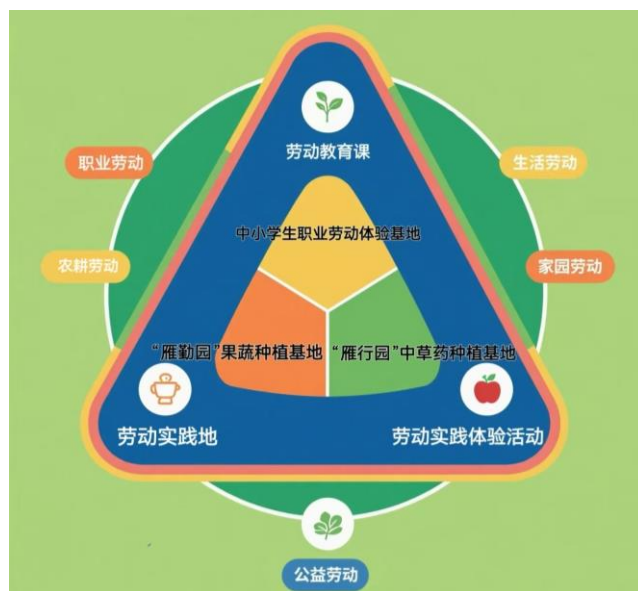 劳动教育课
职业劳动
生活劳动
中小学生职业劳动体验基地
农耕劳动
家园劳动
“雁勤园”果蔬种植基地
“雁行园”中草药种植基地
劳动实践地
劳动实践体验活动
公益劳动